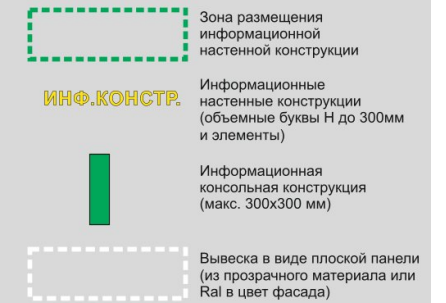 Зона размещения
информационной
настенной конструкции
ИНФ.КОНСТР.
Информационные
настенные конструкции
(объемные буквы Н до 300мм
и элементы)
Информационная
консольная конструкция
(макс. 300х300 мм)
Вывеска в виде плоской панели
(из прозрачного материала или
Ral в цвет фасада)